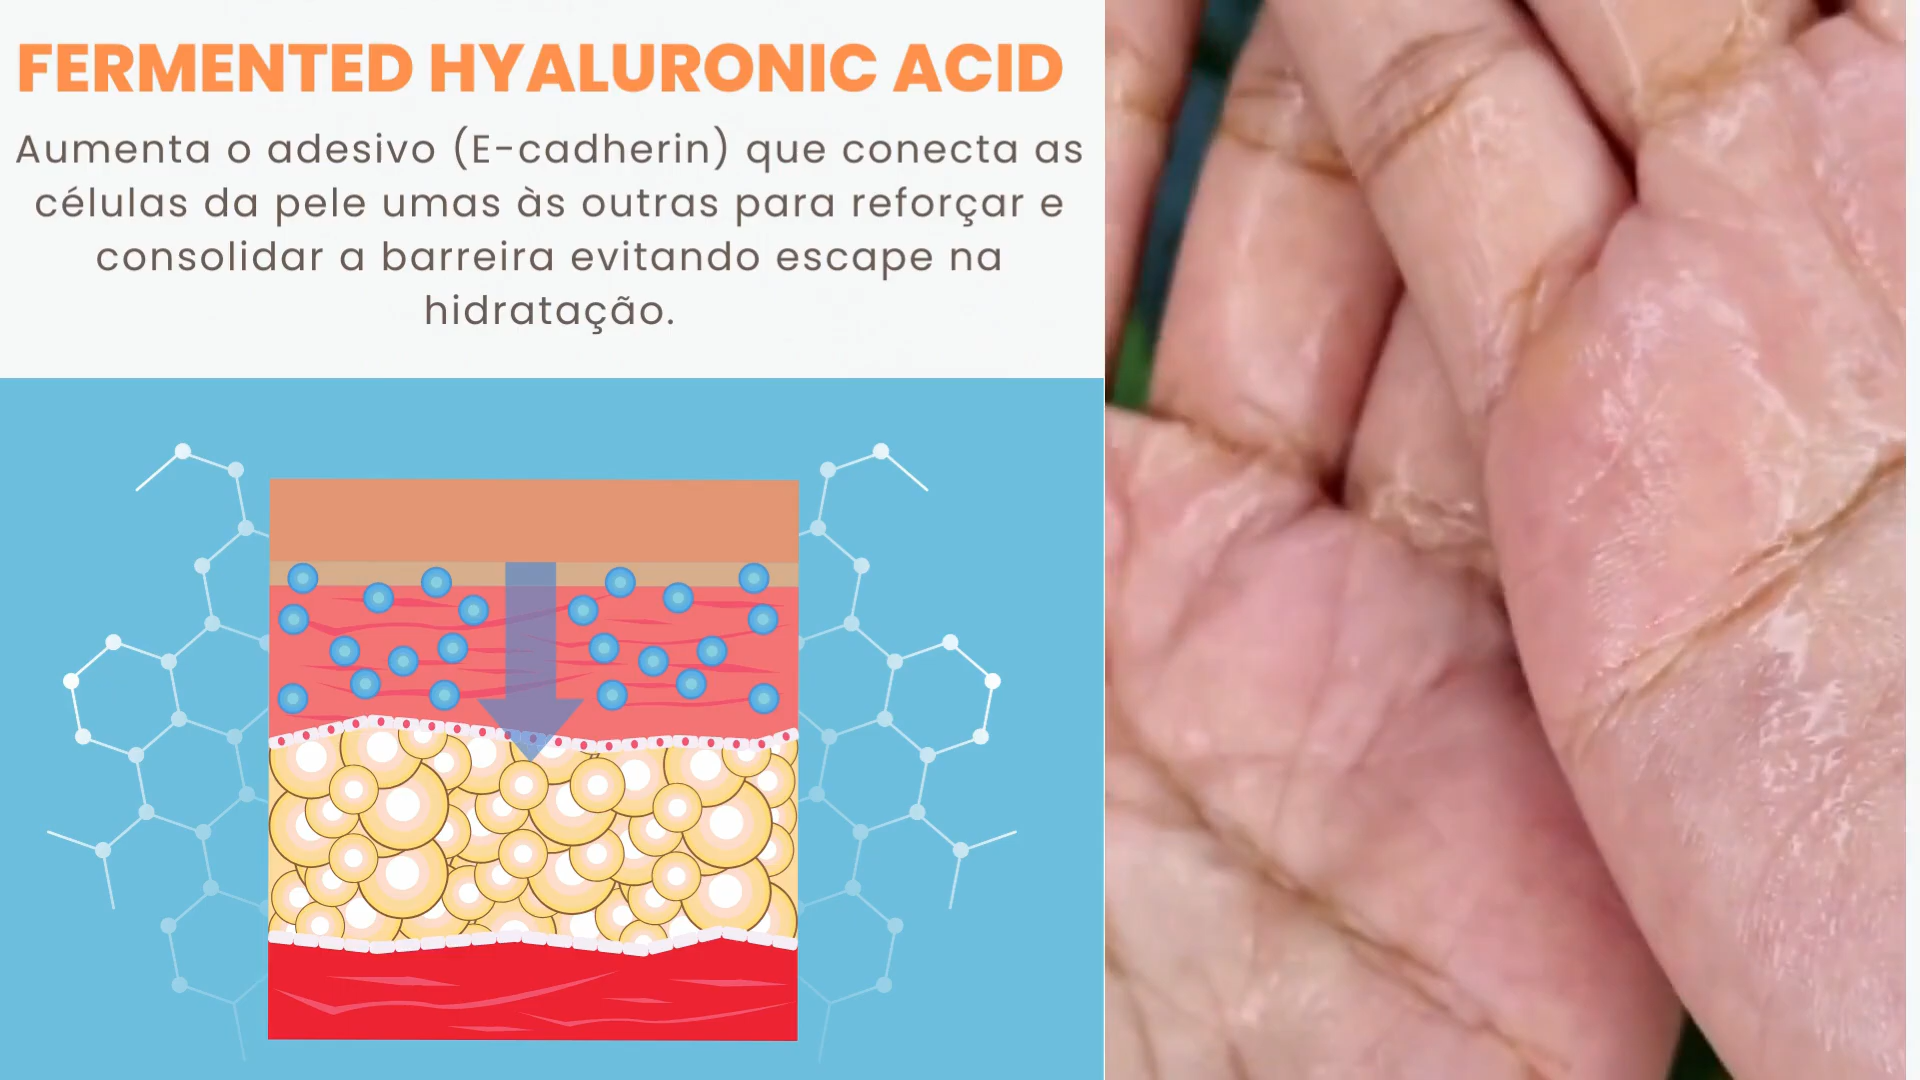 FERMENTED HYALURONIC ACID
Aumenta o adesivo (E-cadherin) que conecta as
células da pele umas às outras para reforçar e
consolidar a barreira evitando escape na
hidratação.